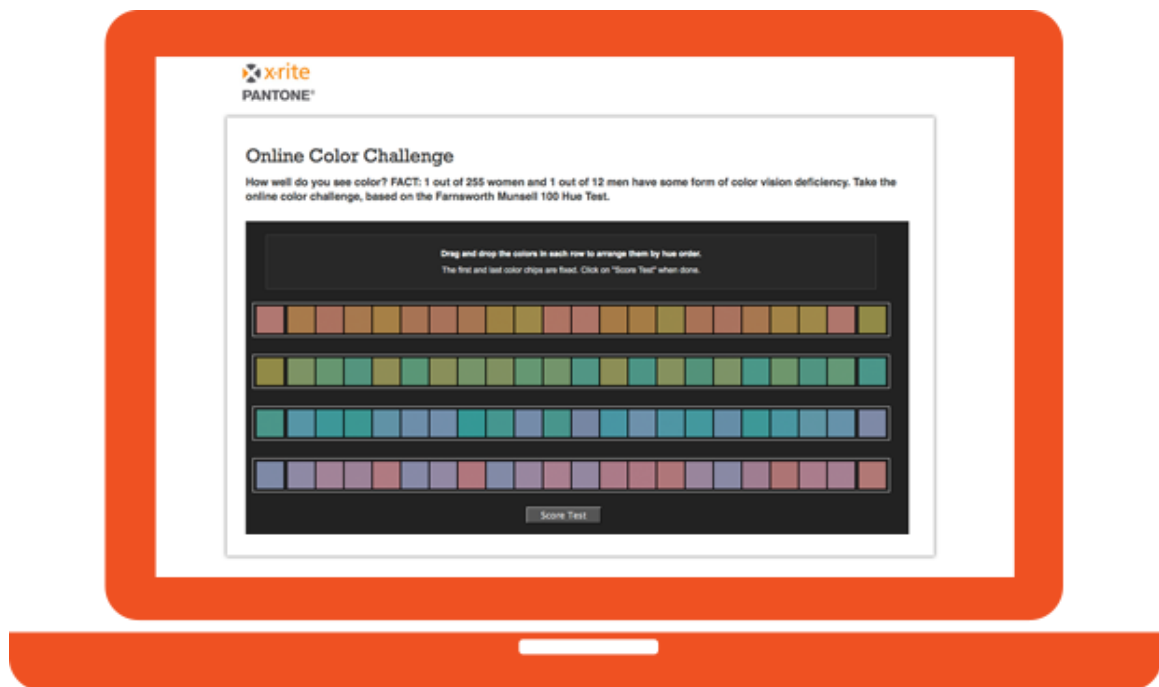 x·rite
PANTONE®
Online Color Challenge
How well do you see color? FACT: 1 out of 255 women and 1 out of 12 men have some form of color vision deficiency. Take the
online color challenge, based on the Farnsworth Munsell 100 Hue Test.
Drag and drop the colors in each row to arrange them by hue order.
The first and last color chips are fixed. Click on "Score Test" when done.
Score Test